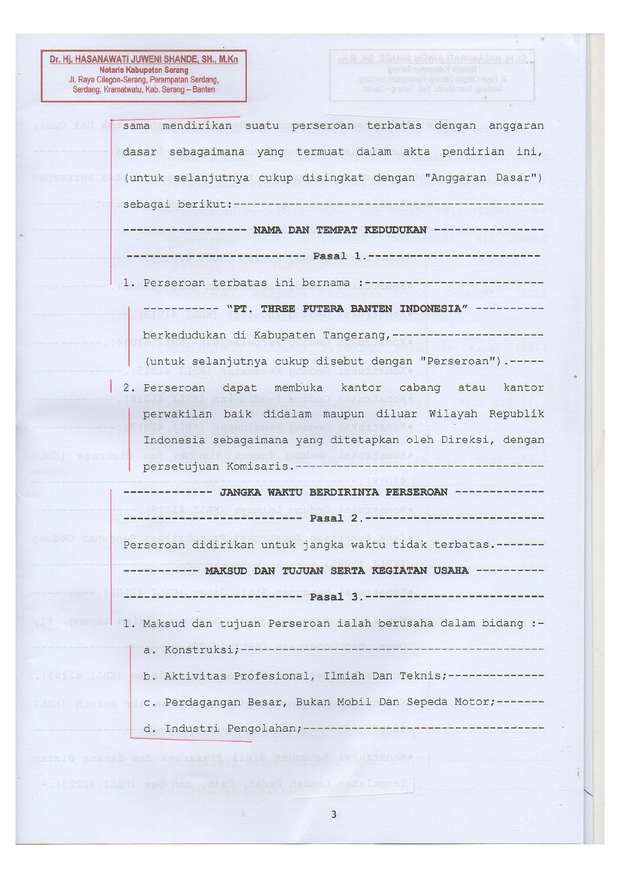 Dr. Hj. HASANAWATI JUWENI SHANDE, SH., M.Kn
Notaris Kabupaten Serang
Jl. Raya Cilegon-Serang, Perempatan Serdang,
Serdang, Kramatwatu, Kab. Serang – Banten
sama mendirikan suatu perseroan terbatas dengan anggaran
dasar sebagaimana yang termuat dalam akta pendirian ini,
(untuk selanjutnya cukup disingkat dengan "Anggaran Dasar")
sebagai berikut:-------------------------------------------
----------------- NAMA DAN TEMPAT KEDUDUKAN ---------------
------------------------- Pasal 1.------------------------
1. Perseroan terbatas ini bernama :-------------------------
----------- “PT. THREE PUTERA BANTEN INDONESIA” ----------
berkedudukan di Kabupaten Tangerang,---------------------
(untuk selanjutnya cukup disebut dengan "Perseroan").-----
2. Perseroan dapat membuka kantor cabang atau kantor
perwakilan baik didalam maupun diluar Wilayah Republik
Indonesia sebagaimana yang ditetapkan oleh Direksi, dengan
persetujuan Komisaris.-----------------------------------
------------ JANGKA WAKTU BERDIRINYA PERSEROAN ------------
------------------------- Pasal 2.-------------------------
Perseroan didirikan untuk jangka waktu tidak terbatas.-------
----------- MAKSUD DAN TUJUAN SERTA KEGIATAN USAHA ----------
------------------------- Pasal 3.-------------------------
1. Maksud dan tujuan Perseroan ialah berusaha dalam bidang :-
a. Konstruksi;------------------------------------------
b. Aktivitas Profesional, Ilmiah Dan Teknis;--------------
c. Perdagangan Besar, Bukan Mobil Dan Sepeda Motor;-------
d. Industri Pengolahan;----------------------------------
3